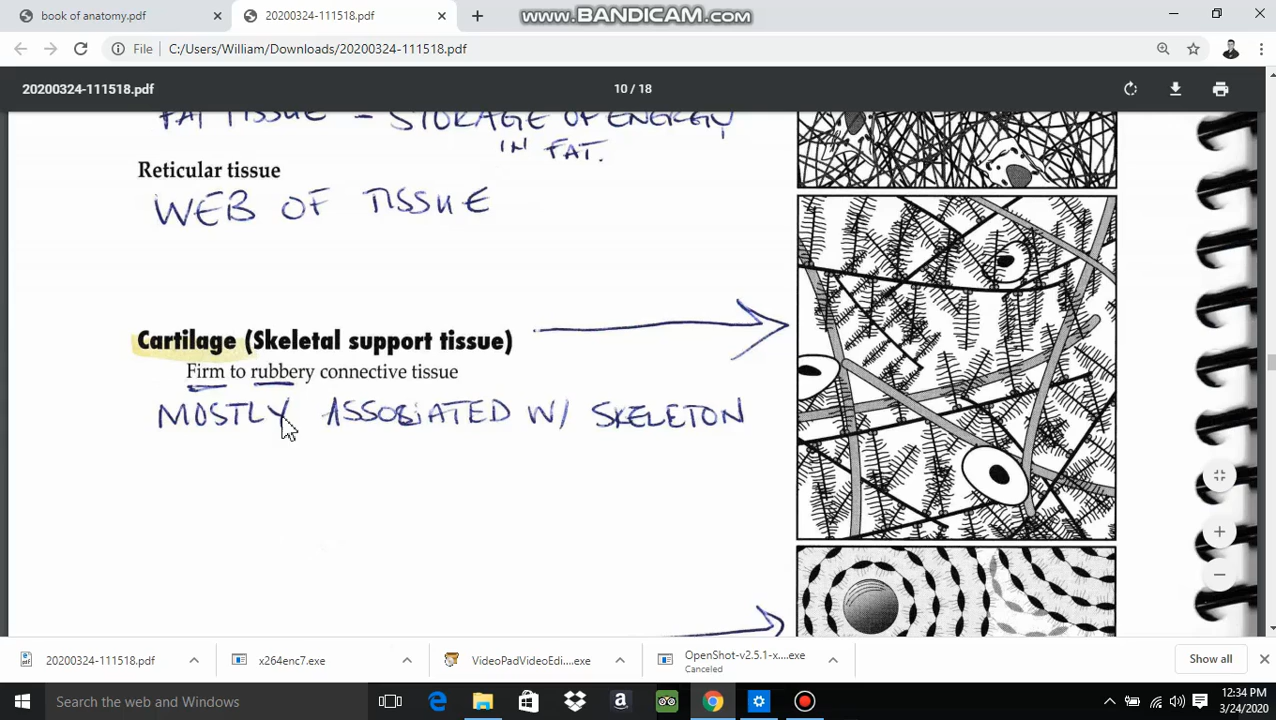 book of anatomy.pdf
20200324-111518.pdf
www.BANDICAM.com
File
C:/Users/William/Downloads/20200324-111518.pdf
20200324-111518.pdf
10 / 18
FAT TISSUE - STORAGE OF ENERGY
IN FAT.
Reticular tissue
WEB OF TISSUE
Cartilage (Skeletal support tissue)
Firm to rubbery connective tissue
MOSTLY ASSOCIATED W/ SKELETON
20200324-111518.pdf
x264enc7.exe
VideoPadVideoEdi....exe
OpenShot-v2.5.1-x....exe
Canceled
Show all
Search the web and Windows
12:34 PM
3/24/2020